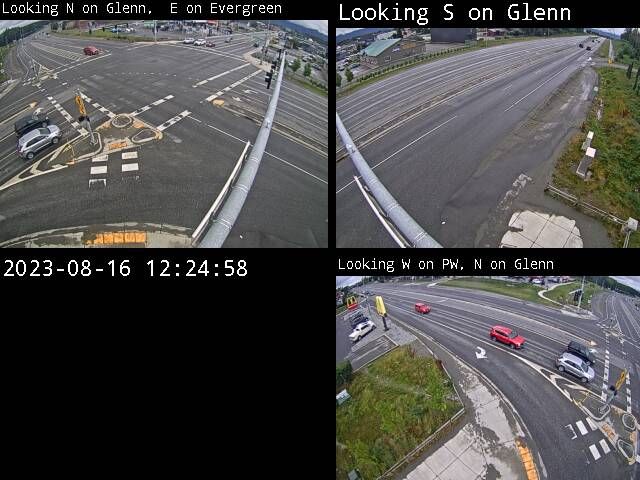 Looking N on Glenn,  E on Evergreen
Looking S on Glenn
2023-08-16 12:24:58
Looking W on PW, N on Glenn